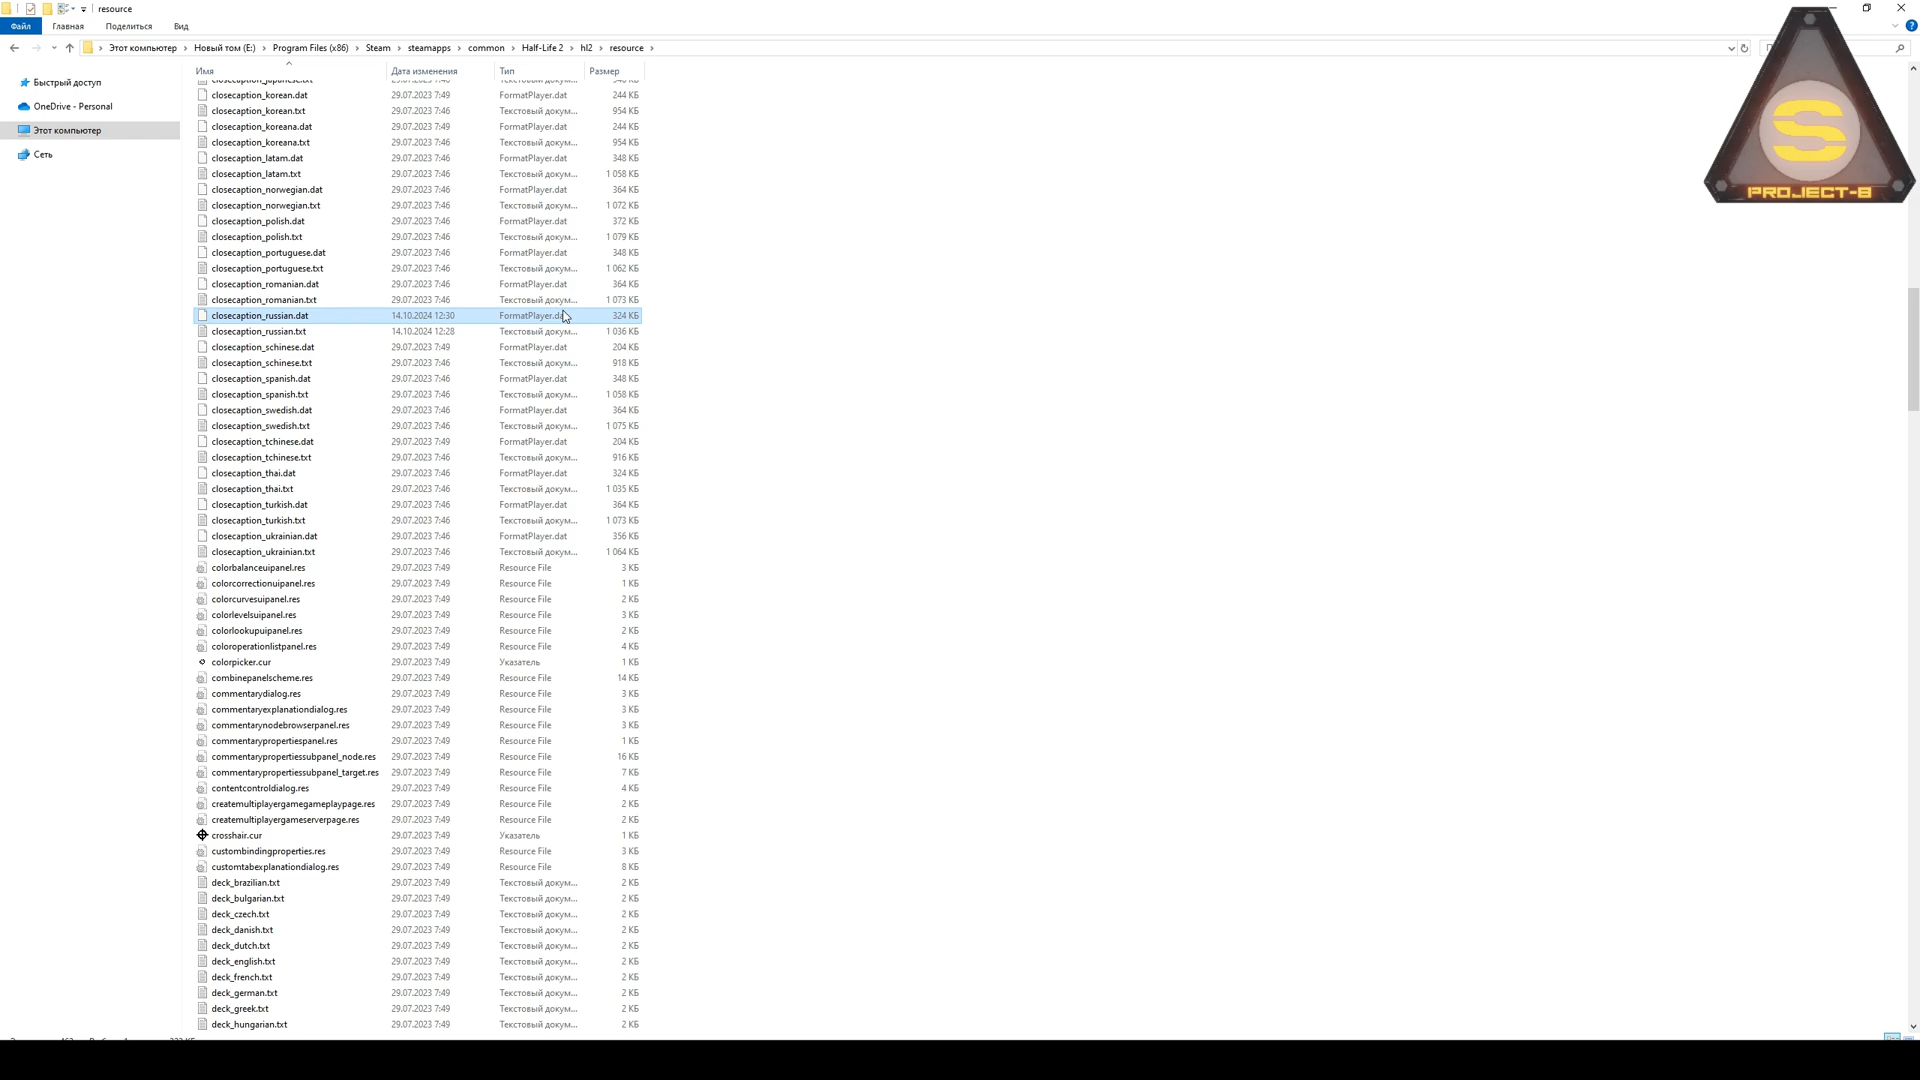 resource
Файл Главная Поделиться Вид
Этот компьютер Новый том (E:) Program Files (x86) Steam steamapps common Half-Life 2 hl2 resource
Имя Дата изменения Тип Размер
Быстрый доступ
OneDrive - Personal
Этот компьютер
Сеть
closecaption_japanese.txt 29.07.2023 7:46 Текстовый докум...
closecaption_korean.dat 29.07.2023 7:49 FormatPlayer.dat 244 КБ
closecaption_korean.txt 29.07.2023 7:46 Текстовый докум... 954 КБ
closecaption_koreana.dat 29.07.2023 7:49 FormatPlayer.dat 244 КБ
closecaption_koreana.txt 29.07.2023 7:46 Текстовый докум... 954 КБ
closecaption_latam.dat 29.07.2023 7:46 FormatPlayer.dat 348 КБ
closecaption_latam.txt 29.07.2023 7:46 Текстовый докум... 1 058 КБ
closecaption_norwegian.dat 29.07.2023 7:46 FormatPlayer.dat 364 КБ
closecaption_norwegian.txt 29.07.2023 7:46 Текстовый докум... 1 072 КБ
closecaption_polish.dat 29.07.2023 7:46 FormatPlayer.dat 372 КБ
closecaption_polish.txt 29.07.2023 7:46 Текстовый докум... 1 079 КБ
closecaption_portuguese.dat 29.07.2023 7:46 FormatPlayer.dat 348 КБ
closecaption_portuguese.txt 29.07.2023 7:46 Текстовый докум... 1 062 КБ
closecaption_romanian.dat 29.07.2023 7:46 FormatPlayer.dat 364 КБ
closecaption_romanian.txt 29.07.2023 7:46 Текстовый докум... 1 073 КБ
closecaption_russian.dat 14.10.2024 12:30 FormatPlayer.dat 324 КБ
closecaption_russian.txt 14.10.2024 12:28 Текстовый докум... 1 036 КБ
closecaption_schinese.dat 29.07.2023 7:49 FormatPlayer.dat 204 КБ
closecaption_schinese.txt 29.07.2023 7:46 Текстовый докум... 918 КБ
closecaption_spanish.dat 29.07.2023 7:46 FormatPlayer.dat 348 КБ
closecaption_spanish.txt 29.07.2023 7:46 Текстовый докум... 1 058 КБ
closecaption_swedish.dat 29.07.2023 7:46 FormatPlayer.dat 364 КБ
closecaption_swedish.txt 29.07.2023 7:46 Текстовый докум... 1 075 КБ
closecaption_tchinese.dat 29.07.2023 7:49 FormatPlayer.dat 204 КБ
closecaption_tchinese.txt 29.07.2023 7:46 Текстовый докум... 916 КБ
closecaption_thai.dat 29.07.2023 7:46 FormatPlayer.dat 324 КБ
closecaption_thai.txt 29.07.2023 7:46 Текстовый докум... 1 035 КБ
closecaption_turkish.dat 29.07.2023 7:46 FormatPlayer.dat 364 КБ
closecaption_turkish.txt 29.07.2023 7:46 Текстовый докум... 1 073 КБ
closecaption_ukrainian.dat 29.07.2023 7:46 FormatPlayer.dat 356 КБ
closecaption_ukrainian.txt 29.07.2023 7:46 Текстовый докум... 1 064 КБ
colorbalanceuipanel.res 29.07.2023 7:49 Resource File 3 КБ
colorcorrectionuipanel.res 29.07.2023 7:49 Resource File 1 КБ
colorcurvesuipanel.res 29.07.2023 7:49 Resource File 2 КБ
colorlevelsuipanel.res 29.07.2023 7:49 Resource File 3 КБ
colorlookupuipanel.res 29.07.2023 7:49 Resource File 2 КБ
coloroperationlistpanel.res 29.07.2023 7:49 Resource File 4 КБ
colorpicker.cur 29.07.2023 7:49 Указатель 1 КБ
combinepanelscheme.res 29.07.2023 7:49 Resource File 14 КБ
commentarydialog.res 29.07.2023 7:49 Resource File 3 КБ
commentaryexplanationdialog.res 29.07.2023 7:49 Resource File 3 КБ
commentarynodebrowserpanel.res 29.07.2023 7:49 Resource File 3 КБ
commentarypropertiespanel.res 29.07.2023 7:49 Resource File 1 КБ
commentarypropertiessubpanel_node.res 29.07.2023 7:49 Resource File 16 КБ
commentarypropertiessubpanel_target.res 29.07.2023 7:49 Resource File 7 КБ
contentcontroldialog.res 29.07.2023 7:49 Resource File 4 КБ
createmultiplayergamegameplaypage.res 29.07.2023 7:49 Resource File 2 КБ
createmultiplayergameserverpage.res 29.07.2023 7:49 Resource File 2 КБ
crosshair.cur 29.07.2023 7:49 Указатель 1 КБ
custombindingproperties.res 29.07.2023 7:49 Resource File 3 КБ
customtabexplanationdialog.res 29.07.2023 7:49 Resource File 8 КБ
deck_brazilian.txt 29.07.2023 7:49 Текстовый докум... 2 КБ
deck_bulgarian.txt 29.07.2023 7:49 Текстовый докум... 2 КБ
deck_czech.txt 29.07.2023 7:49 Текстовый докум... 2 КБ
deck_danish.txt 29.07.2023 7:49 Текстовый докум... 2 КБ
deck_dutch.txt 29.07.2023 7:49 Текстовый докум... 2 КБ
deck_english.txt 29.07.2023 7:49 Текстовый докум... 2 КБ
deck_french.txt 29.07.2023 7:49 Текстовый докум... 2 КБ
deck_german.txt 29.07.2023 7:49 Текстовый докум... 2 КБ
deck_greek.txt 29.07.2023 7:49 Текстовый докум... 2 КБ
deck_hungarian.txt 29.07.2023 7:49 Текстовый докум... 2 КБ
S
PROJECT-8